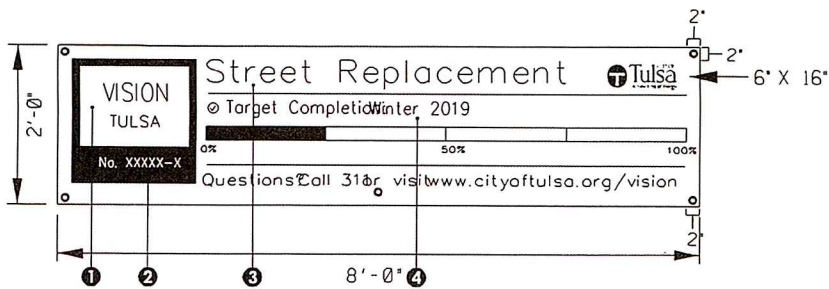 2"
2"
6" X 16"
2'-0"
VISION
TULSA
No. XXXXX-X
Street Replacement
Tulsa
Target Completion: Winter 2019
0%
50%
100%
Questions? Call 311 or visit www.cityoftulsa.org/vision
2"
8'-0"
1
2
3
4